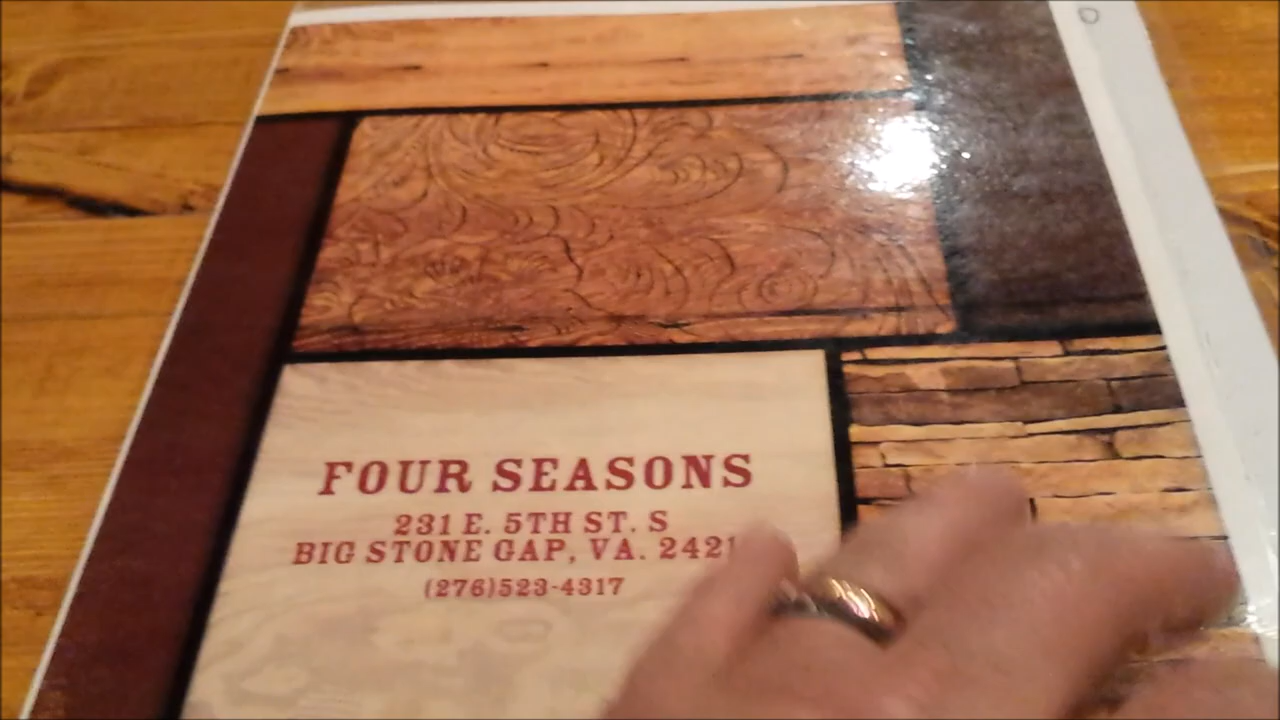 FOUR SEASONS
231 E. 5TH ST. S
BIG STONE GAP, VA.
(276)523-4317